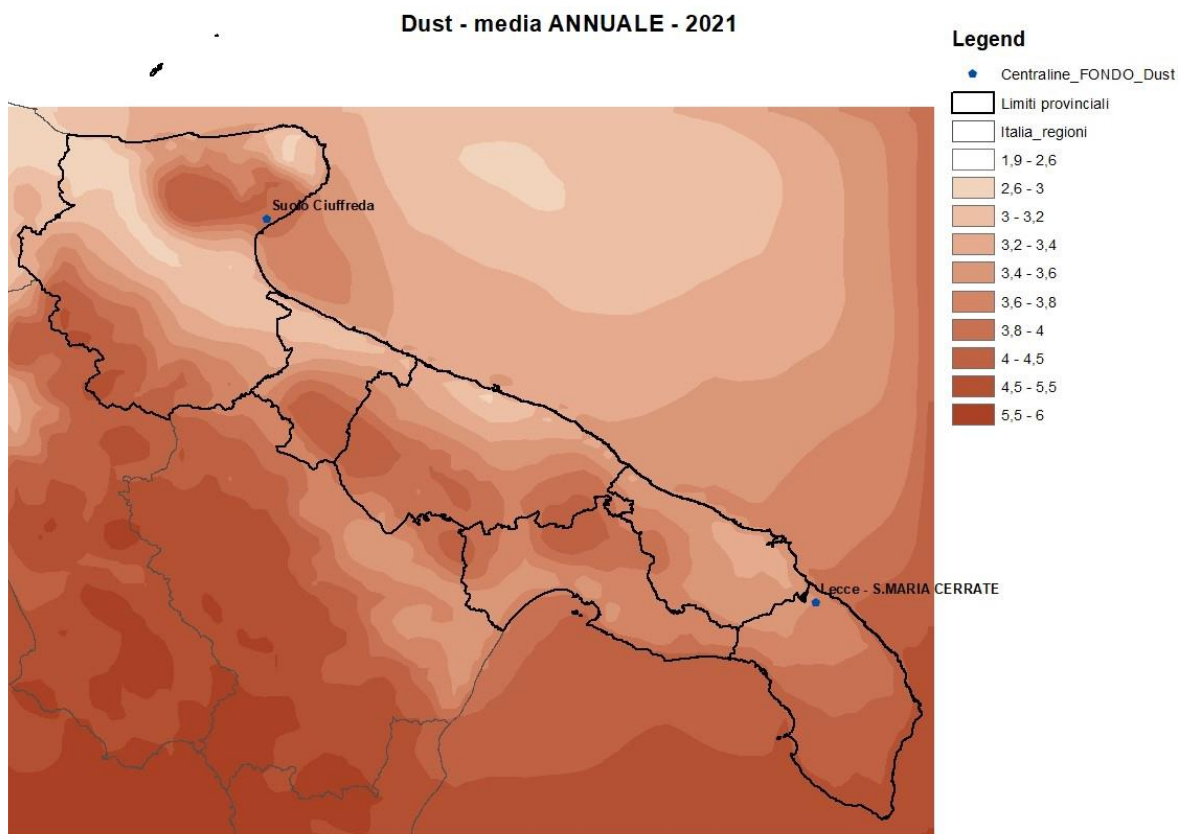 Dust - media ANNUALE - 2021
Legend
Centraline_FONDO_Dust
Limiti provinciali
Italia_regioni
1,9 - 2,6
2,6 - 3
3 - 3,2
3,2 - 3,4
3,4 - 3,6
3,6 - 3,8
3,8 - 4
4 - 4,5
4,5 - 5,5
5,5 - 6
Suolo Ciuffreda
Lecce - S.MARIA CERRATE